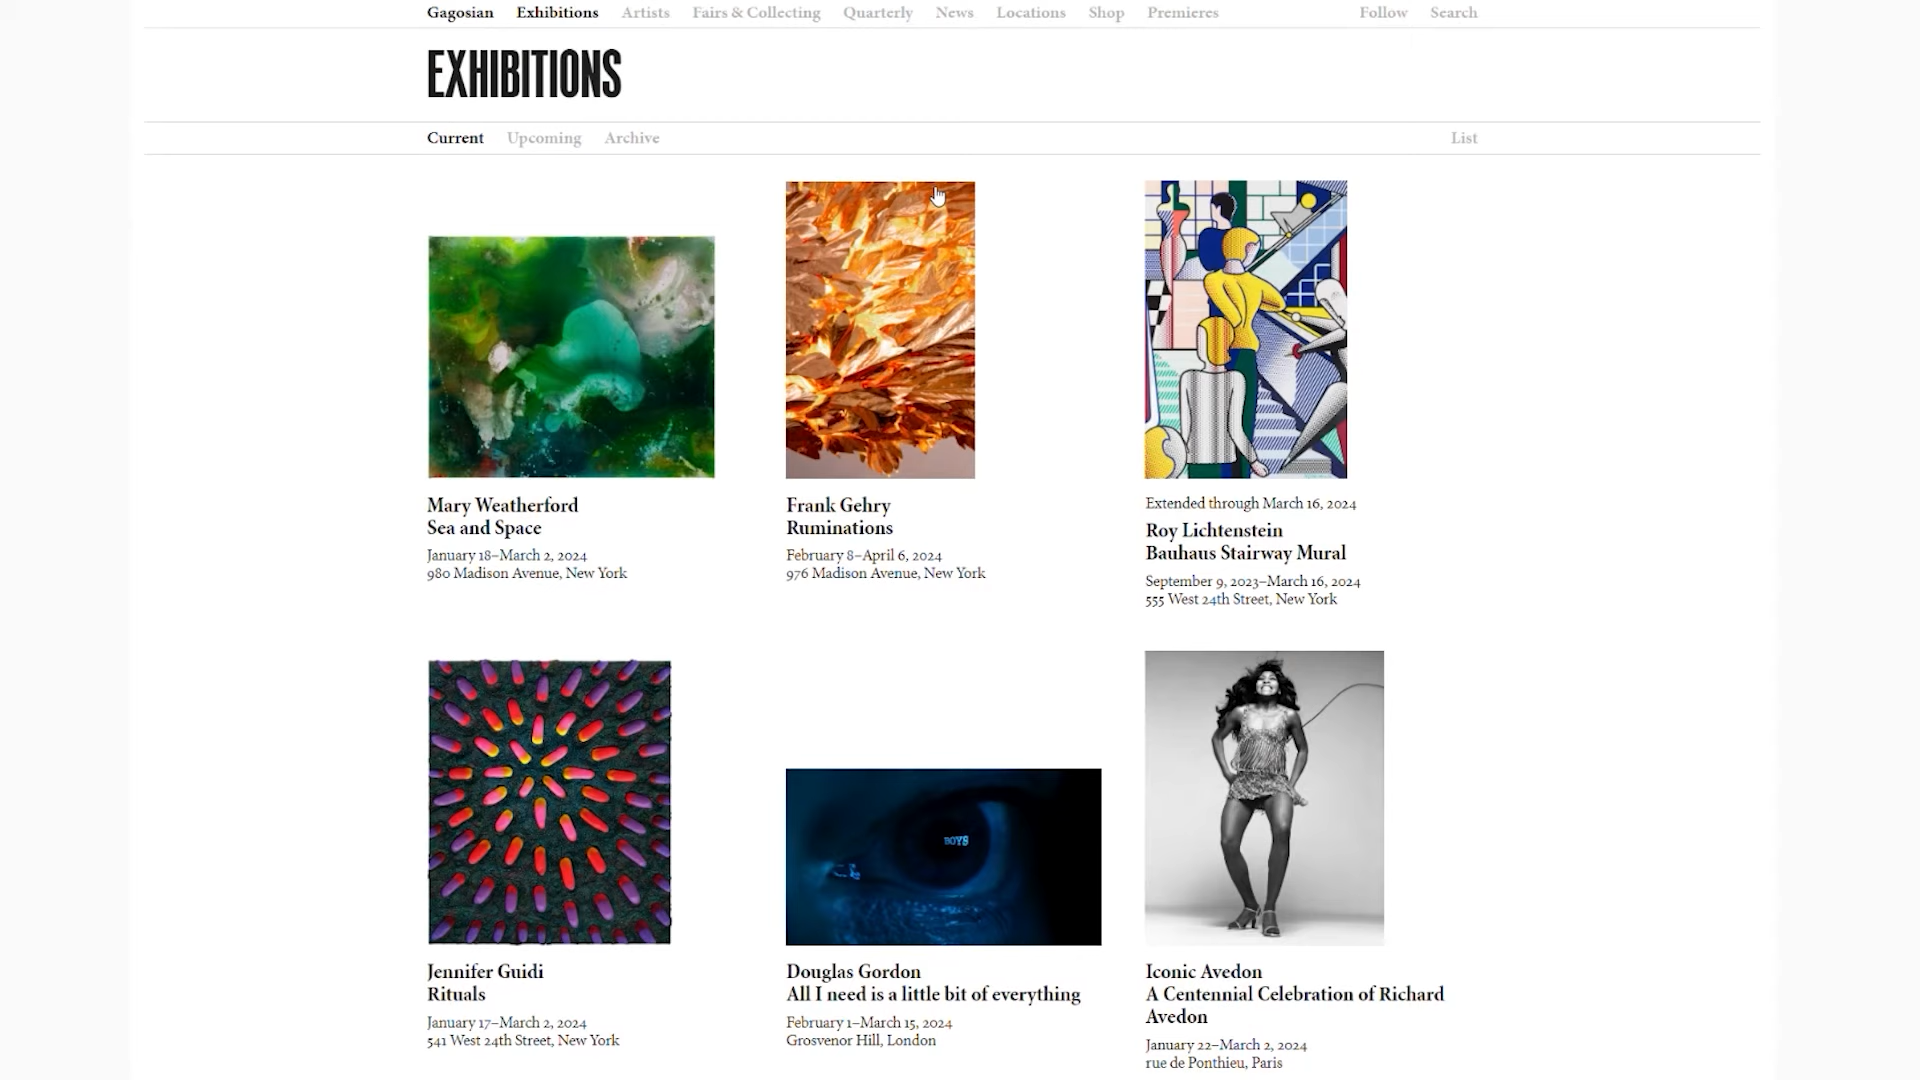 Gagosian Exhibitions Artists Fairs & Collecting Quarterly News Locations Shop Premieres Follow Search
EXHIBITIONS
Current Upcoming Archive List
Mary Weatherford
Sea and Space
January 18–March 2, 2024
980 Madison Avenue, New York
Frank Gehry
Ruminations
February 8–April 6, 2024
976 Madison Avenue, New York
Extended through March 16, 2024
Roy Lichtenstein
Bauhaus Stairway Mural
September 9, 2023–March 16, 2024
555 West 24th Street, New York
Jennifer Guidi
Rituals
January 17–March 2, 2024
541 West 24th Street, New York
BOYS
Douglas Gordon
All I need is a little bit of everything
February 1–March 15, 2024
Grosvenor Hill, London
Iconic Avedon
A Centennial Celebration of Richard
Avedon
January 22–March 2, 2024
rue de Ponthieu, Paris